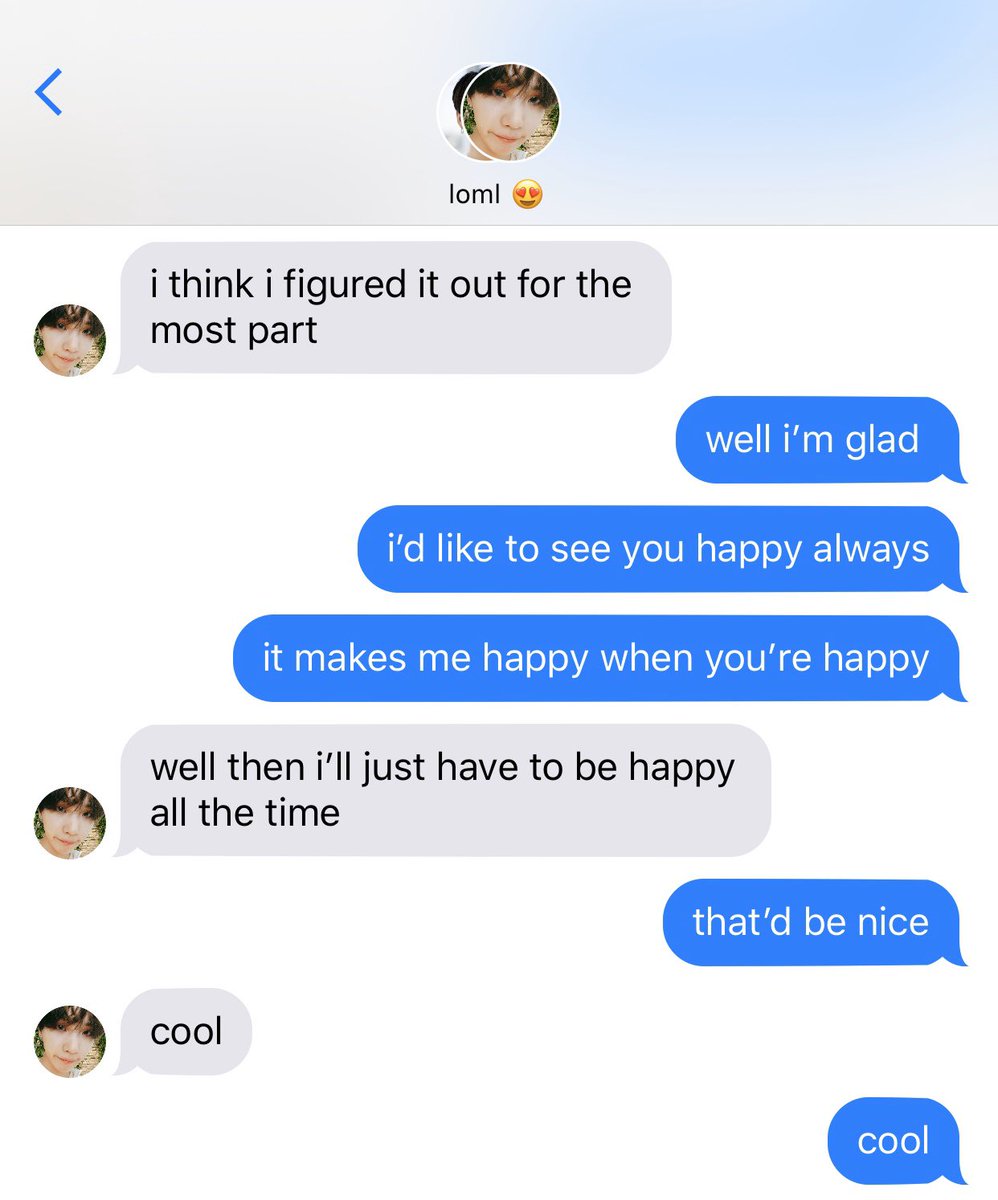 loml 😍
i think i figured it out for the
most part
well i’m glad
i’d like to see you happy always
it makes me happy when you’re happy
well then i’ll just have to be happy
all the time
that’d be nice
cool
cool